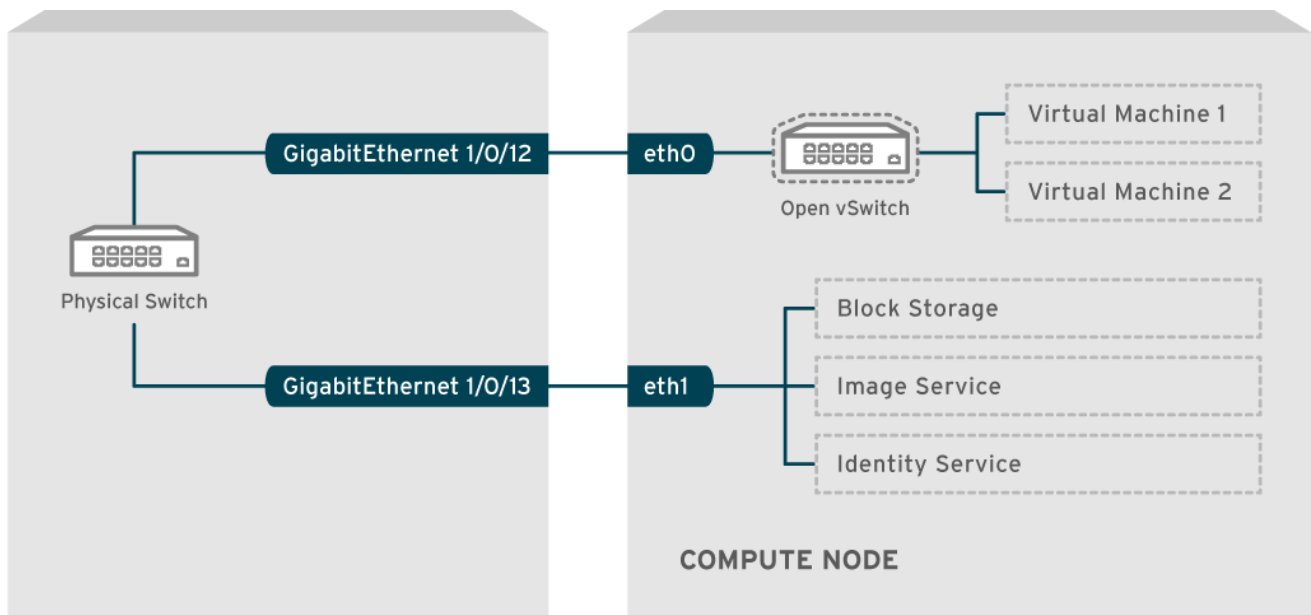 GigabitEthernet 1/0/12
eth0
Virtual Machine 1
Virtual Machine 2
Open vSwitch
Physical Switch
Block Storage
GigabitEthernet 1/0/13
eth1
Image Service
Identity Service
COMPUTE NODE